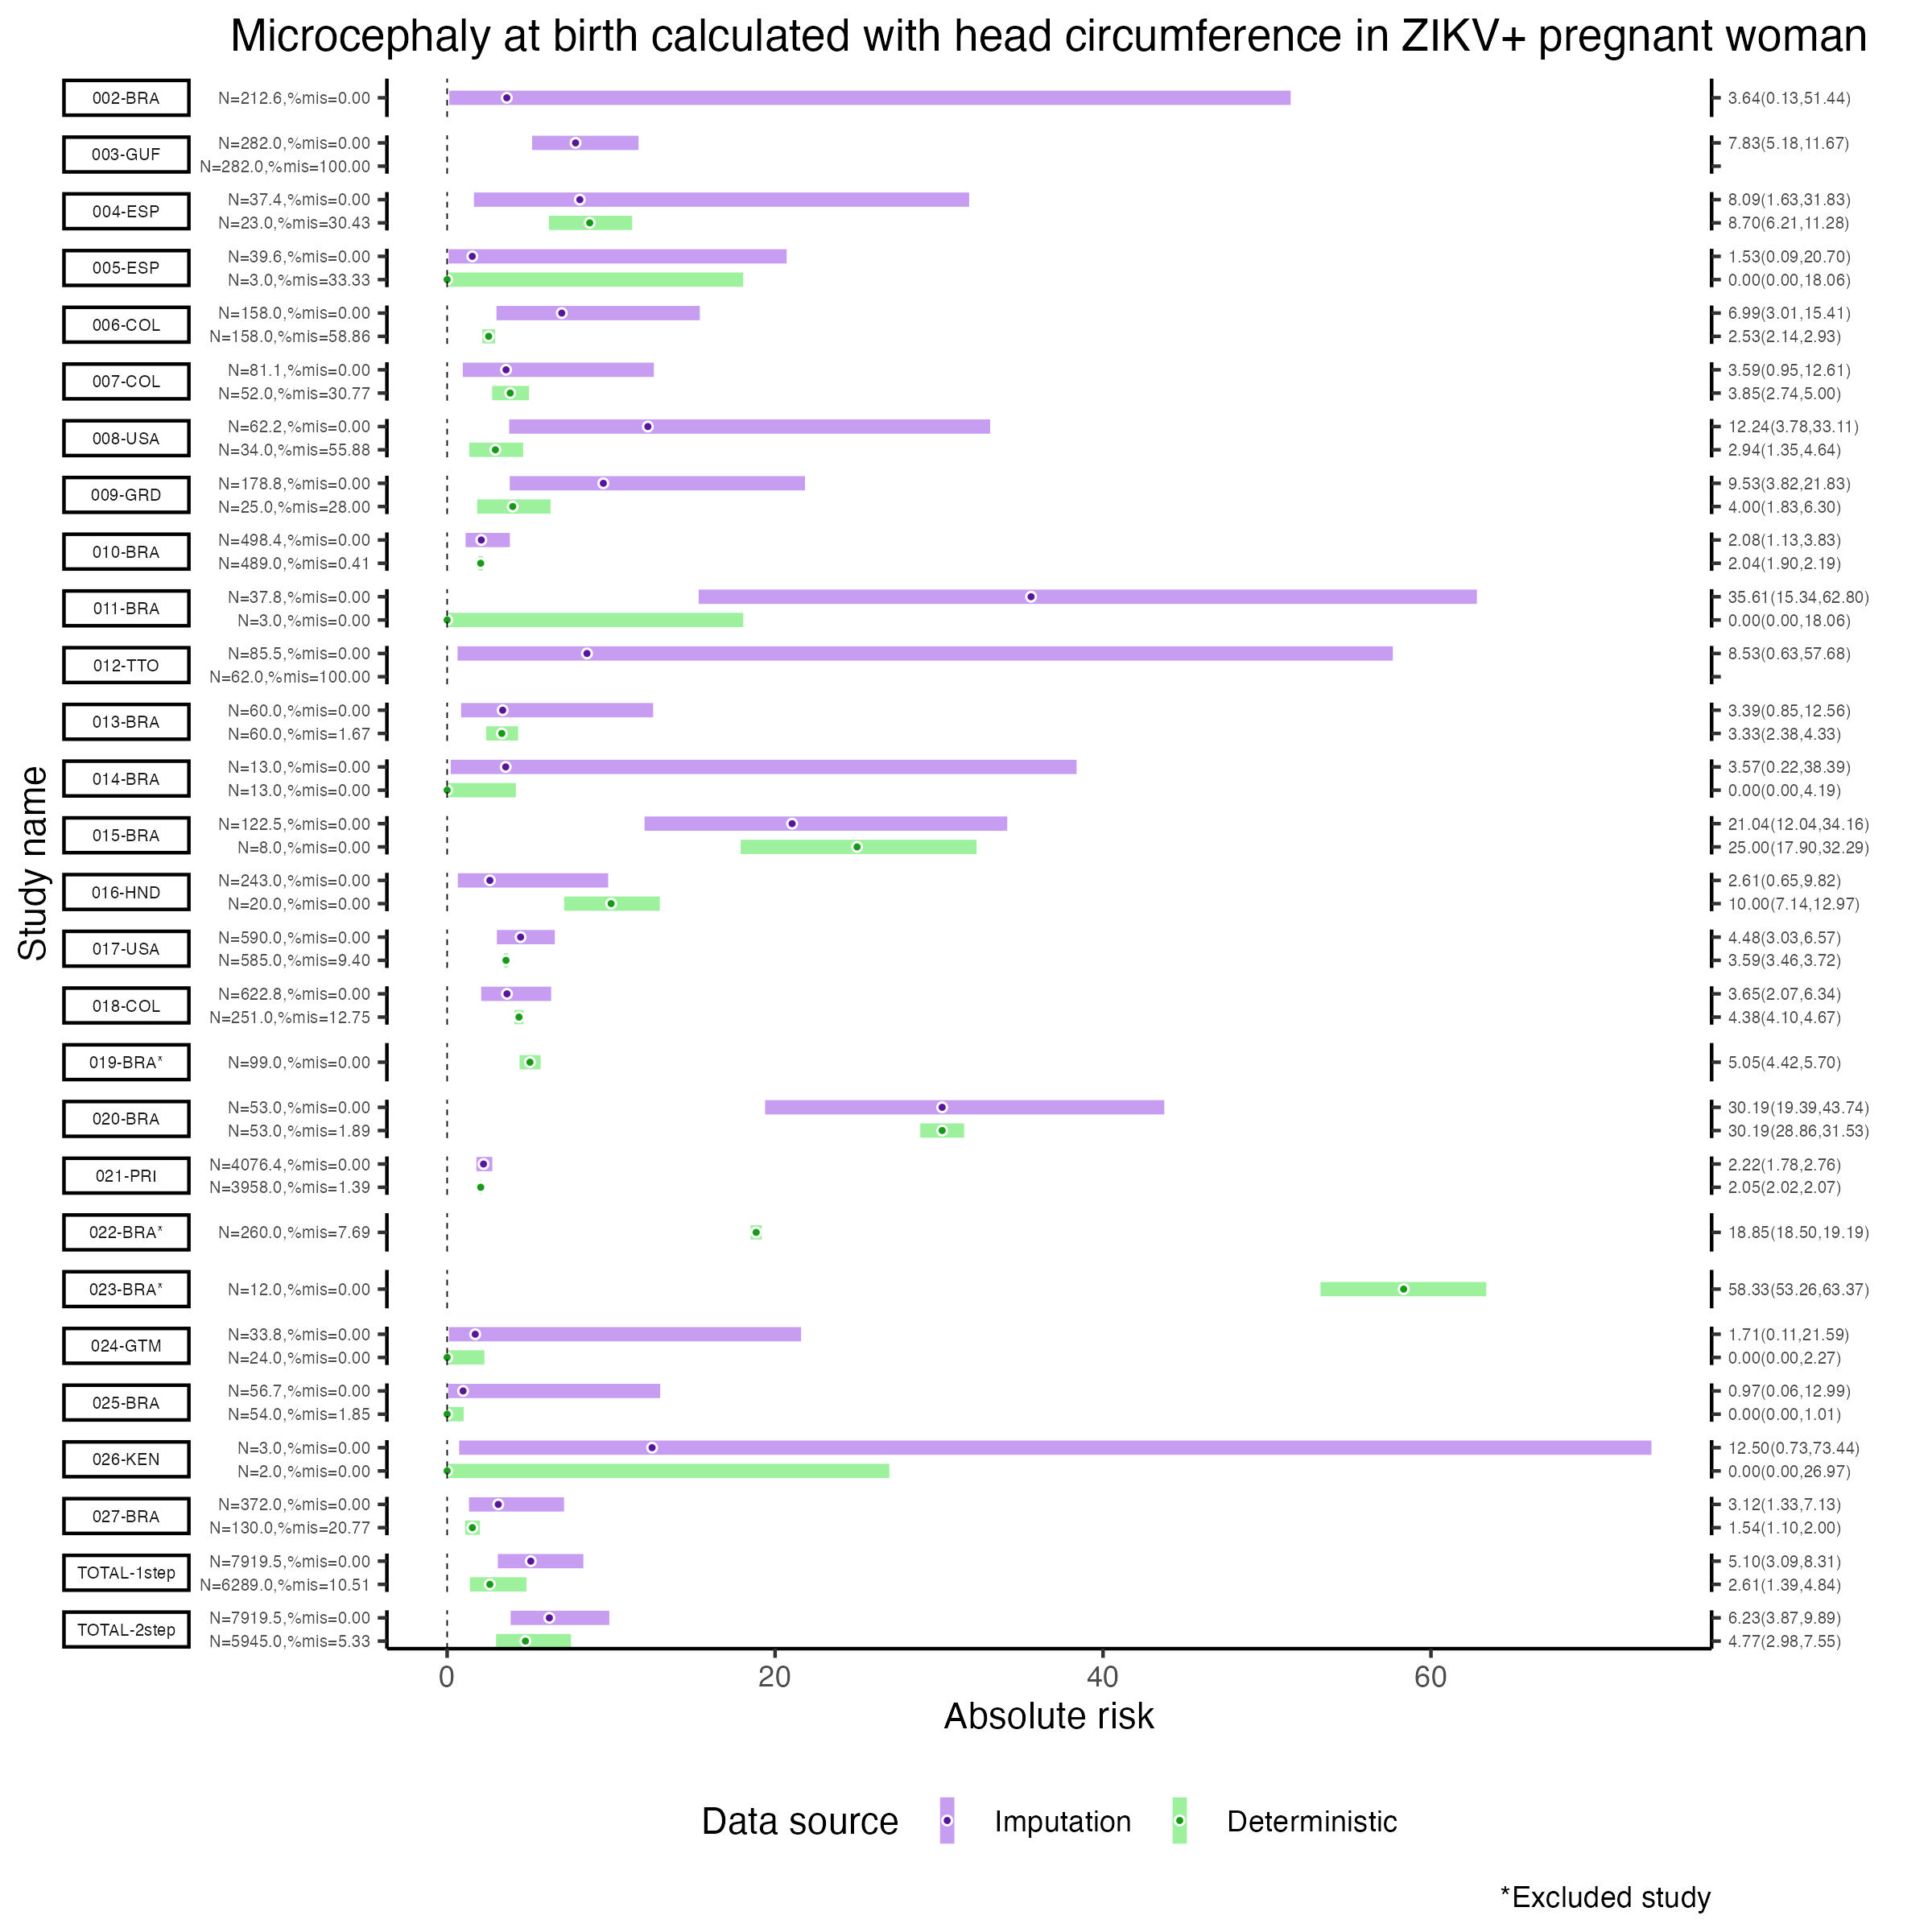 Microcephaly at birth calculated with head circumference in ZIKV+ pregnant woman
Study name
002-BRA N=212.6,%mis=0.00 3.64(0.13,51.44)
003-GUF N=282.0,%mis=0.00 7.83(5.18,11.67)
N=282.0,%mis=100.00
004-ESP N=37.4,%mis=0.00 8.09(1.63,31.83)
N=23.0,%mis=30.43 8.70(6.21,11.28)
005-ESP N=39.6,%mis=0.00 1.53(0.09,20.70)
N=3.0,%mis=33.33 0.00(0.00,18.06)
006-COL N=158.0,%mis=0.00 6.99(3.01,15.41)
N=158.0,%mis=58.86 2.53(2.14,2.93)
007-COL N=81.1,%mis=0.00 3.59(0.95,12.61)
N=52.0,%mis=30.77 3.85(2.74,5.00)
008-USA N=62.2,%mis=0.00 12.24(3.78,33.11)
N=34.0,%mis=55.88 2.94(1.35,4.64)
009-GRD N=178.8,%mis=0.00 9.53(3.82,21.83)
N=25.0,%mis=28.00 4.00(1.83,6.30)
010-BRA N=498.4,%mis=0.00 2.08(1.13,3.83)
N=489.0,%mis=0.41 2.04(1.90,2.19)
011-BRA N=37.8,%mis=0.00 35.61(15.34,62.80)
N=3.0,%mis=0.00 0.00(0.00,18.06)
012-TTO N=85.5,%mis=0.00 8.53(0.63,57.68)
N=62.0,%mis=100.00
013-BRA N=60.0,%mis=0.00 3.39(0.85,12.56)
N=60.0,%mis=1.67 3.33(2.38,4.33)
014-BRA N=13.0,%mis=0.00 3.57(0.22,38.39)
N=13.0,%mis=0.00 0.00(0.00,4.19)
015-BRA N=122.5,%mis=0.00 21.04(12.04,34.16)
N=8.0,%mis=0.00 25.00(17.90,32.29)
016-HND N=243.0,%mis=0.00 2.61(0.65,9.82)
N=20.0,%mis=0.00 10.00(7.14,12.97)
017-USA N=590.0,%mis=0.00 4.48(3.03,6.57)
N=585.0,%mis=9.40 3.59(3.46,3.72)
018-COL N=622.8,%mis=0.00 3.65(2.07,6.34)
N=251.0,%mis=12.75 4.38(4.10,4.67)
019-BRA* N=99.0,%mis=0.00 5.05(4.42,5.70)
020-BRA N=53.0,%mis=0.00 30.19(19.39,43.74)
N=53.0,%mis=1.89 30.19(28.86,31.53)
021-PRI N=4076.4,%mis=0.00 2.22(1.78,2.76)
N=3958.0,%mis=1.39 2.05(2.02,2.07)
022-BRA* N=260.0,%mis=7.69 18.85(18.50,19.19)
023-BRA* N=12.0,%mis=0.00 58.33(53.26,63.37)
024-GTM N=33.8,%mis=0.00 1.71(0.11,21.59)
N=24.0,%mis=0.00 0.00(0.00,2.27)
025-BRA N=56.7,%mis=0.00 0.97(0.06,12.99)
N=54.0,%mis=1.85 0.00(0.00,1.01)
026-KEN N=3.0,%mis=0.00 12.50(0.73,73.44)
N=2.0,%mis=0.00 0.00(0.00,26.97)
027-BRA N=372.0,%mis=0.00 3.12(1.33,7.13)
N=130.0,%mis=20.77 1.54(1.10,2.00)
TOTAL-1step N=7919.5,%mis=0.00 5.10(3.09,8.31)
N=6289.0,%mis=10.51 2.61(1.39,4.84)
TOTAL-2step N=7919.5,%mis=0.00 6.23(3.87,9.89)
N=5945.0,%mis=5.33 4.77(2.98,7.55)
0 20 40 60
Absolute risk
Data source Imputation Deterministic
*Excluded study